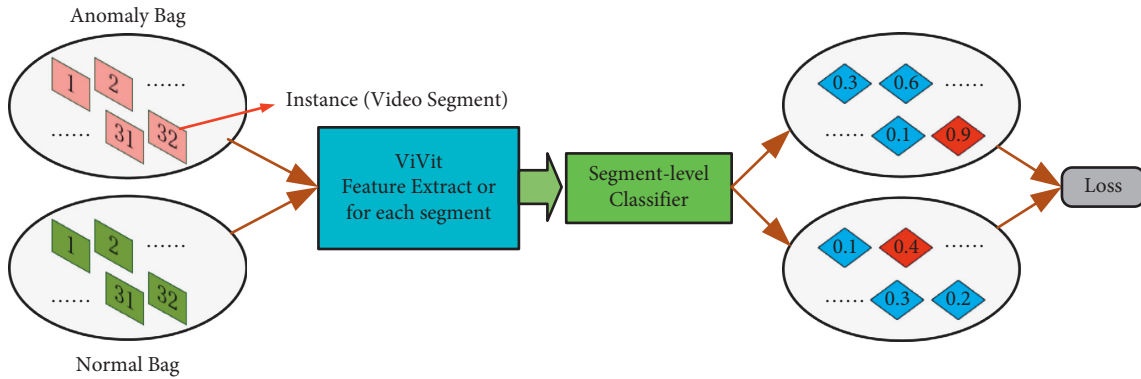 Anomaly Bag
1 2 ......
...... 31 32
Instance (Video Segment)
ViVit
Feature Extract or
for each segment
Segment-level
Classifier
0.3 0.6 ......
...... 0.1 0.9
Loss
1 2 ......
...... 31 32
Normal Bag
0.1 0.4 ......
...... 0.3 0.2